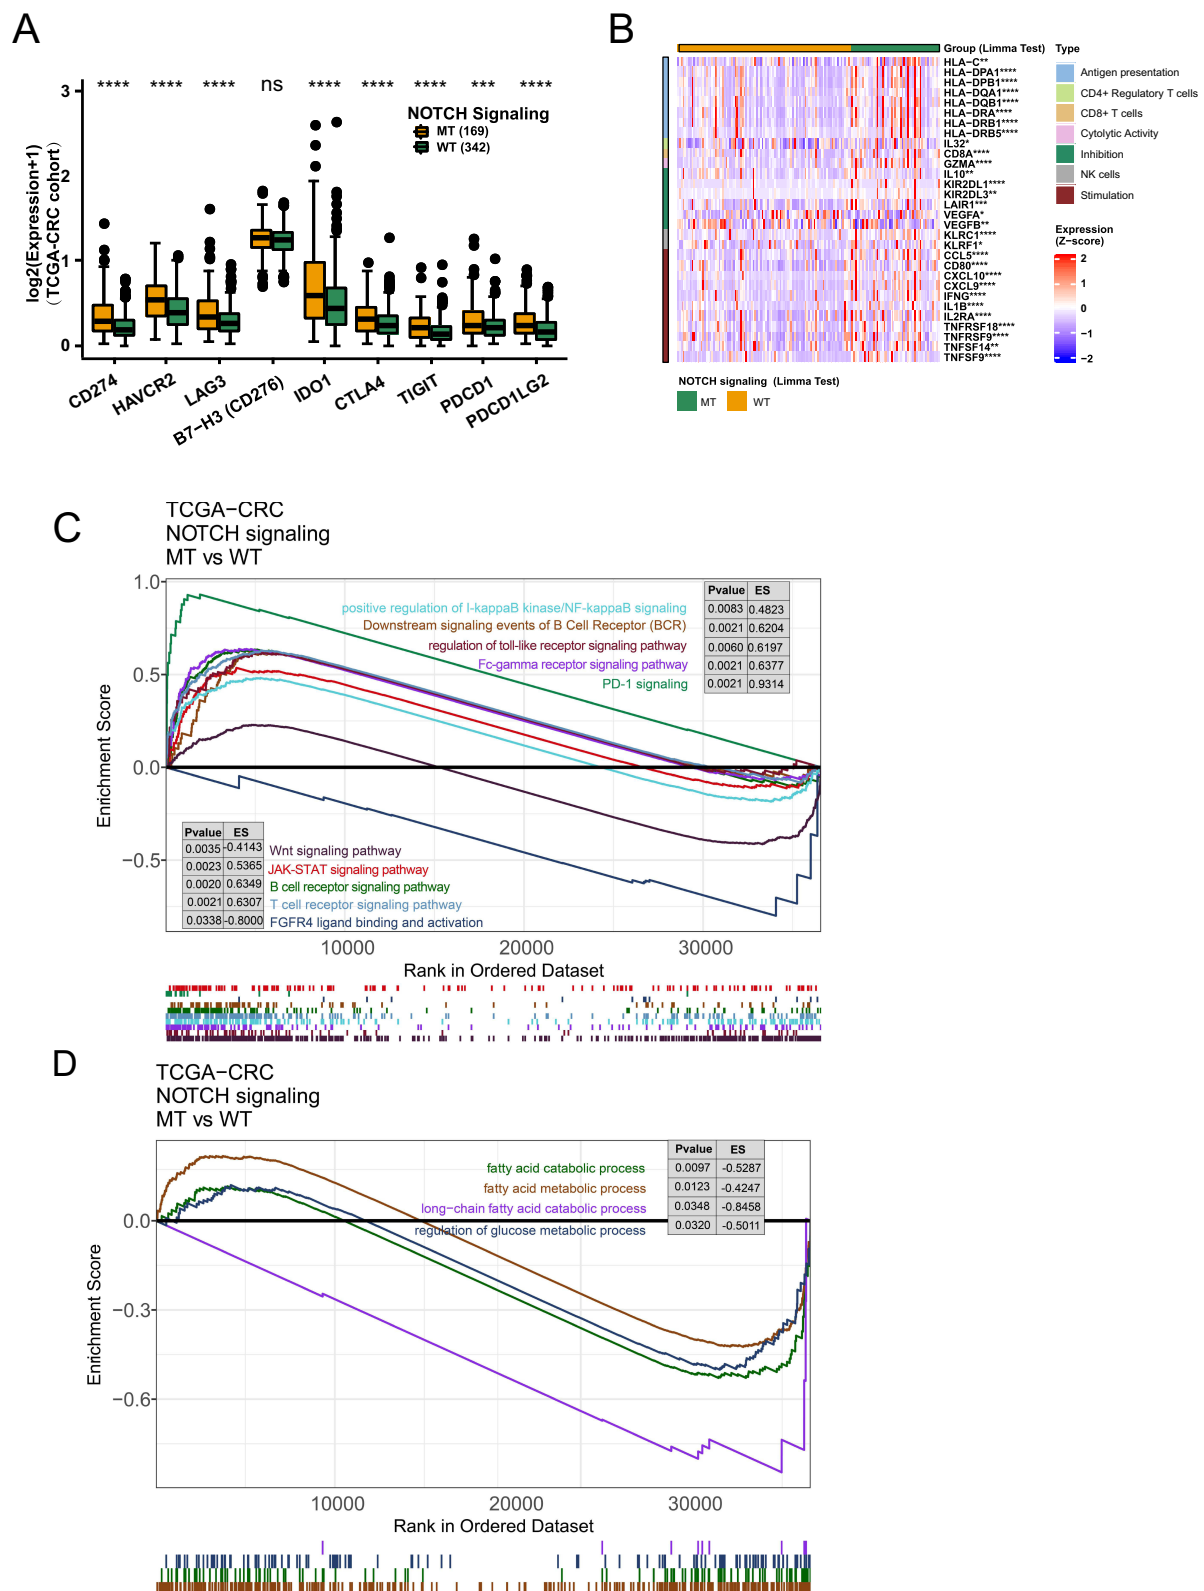 A
**** **** **** ns **** **** **** *** ****
NOTCH Signaling
MT (169)
WT (342)
log2(Expression+1)
(TCGA-CRC cohort)
3
2
1
0
CD274
HAVCR2
LAG3
B7-H3 (CD276)
IDO1
CTLA4
TIGIT
PDCD1
PDCD1LG2
B
Group (Limma Test)
HLA-C**
HLA-DPA1****
HLA-DPB1****
HLA-DQA1****
HLA-DQB1****
HLA-DRA****
HLA-DRB1****
HLA-DRB5****
IL32*
CD8A****
GZMA****
IL10**
KIR2DL1****
KIR2DL3**
LAIR1***
VEGFA*
VEGFB**
KLRC1****
KLRF1*
CCL5****
CD80****
CXCL10****
CXCL9****
IFNG****
IL1B****
IL2RA****
TNFRSF18****
TNFRSF9****
TNFSF14**
TNFSF9****
Type
Antigen presentation
CD4+ Regulatory T cells
CD8+ T cells
Cytolytic Activity
Inhibition
NK cells
Stimulation
Expression
(Z-score)
2
1
0
-1
-2
NOTCH signaling (Limma Test)
MT WT
C
TCGA-CRC
NOTCH signaling
MT vs WT
Enrichment Score
1.0
0.5
0.0
-0.5
positive regulation of I-kappaB kinase/NF-kappaB signaling
Downstream signaling events of B Cell Receptor (BCR)
regulation of toll-like receptor signaling pathway
Fc-gamma receptor signaling pathway
PD-1 signaling
Pvalue ES
0.0083 0.4823
0.0021 0.6204
0.0060 0.6197
0.0021 0.6377
0.0021 0.9314
Pvalue ES
0.0035 -0.4143
0.0023 0.5365
0.0020 0.6349
0.0021 0.6307
0.0338 -0.8000
Wnt signaling pathway
JAK-STAT signaling pathway
B cell receptor signaling pathway
T cell receptor signaling pathway
FGFR4 ligand binding and activation
10000 20000 30000
Rank in Ordered Dataset
D
TCGA-CRC
NOTCH signaling
MT vs WT
Enrichment Score
0.0
-0.3
-0.6
fatty acid catabolic process
fatty acid metabolic process
long-chain fatty acid catabolic process
regulation of glucose metabolic process
Pvalue ES
0.0097 -0.5287
0.0123 -0.4247
0.0348 -0.8458
0.0320 -0.5011
10000 20000 30000
Rank in Ordered Dataset